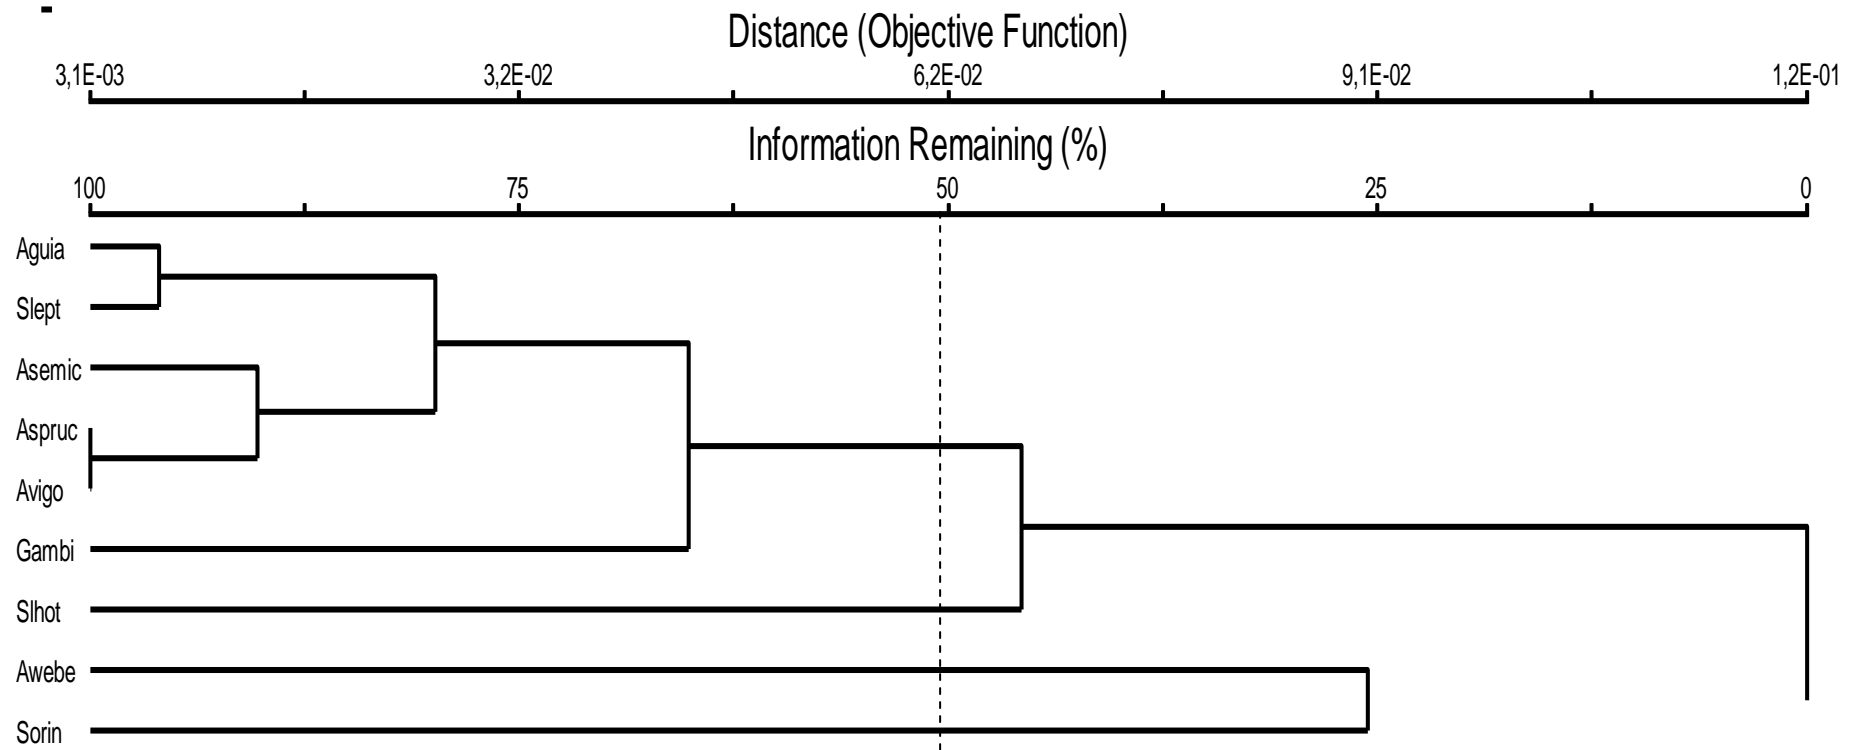 Distance (Objective Function)
3,1E-03 3,2E-02 6,2E-02 9,1E-02 1,2E-01
Information Remaining (%)
100 75 50 25 0
Aguia
Slept
Asemic
Aspruc
Avigo
Gambi
Slhot
Awebe
Sorin